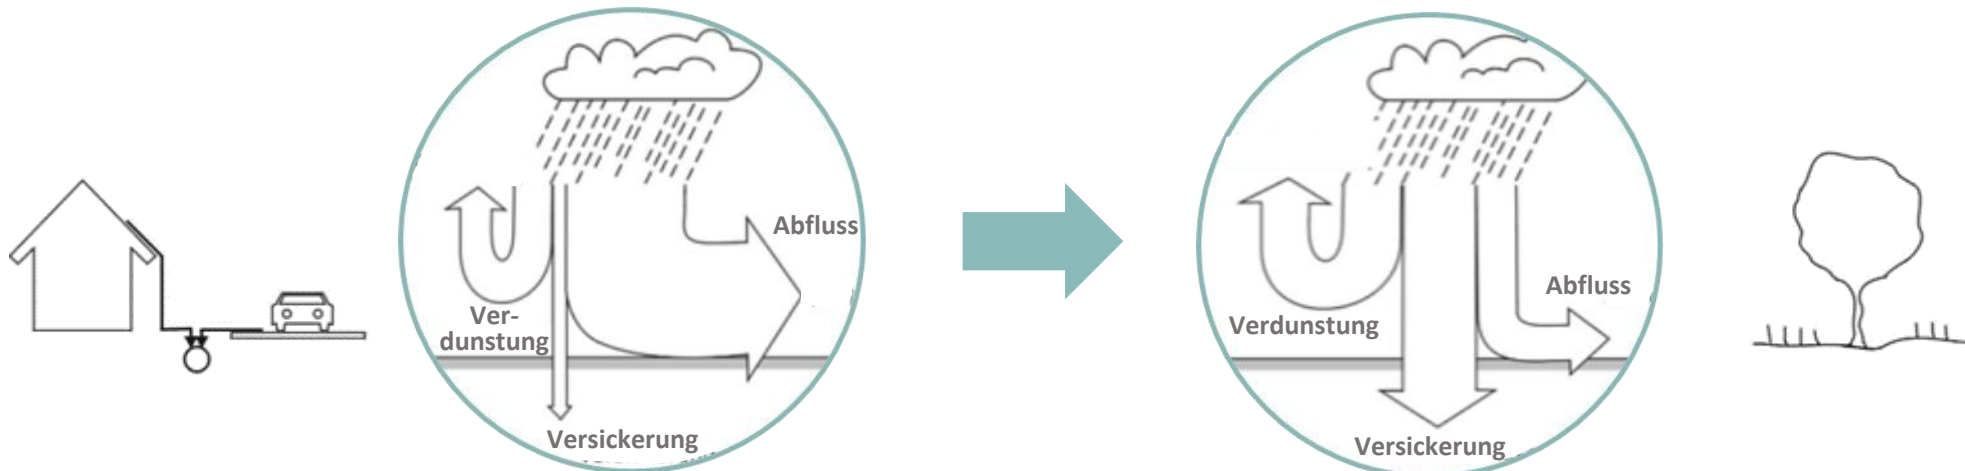 Abfluss
Ver-
dunstung
Versickerung
Abfluss
Verdunstung
Versickerung